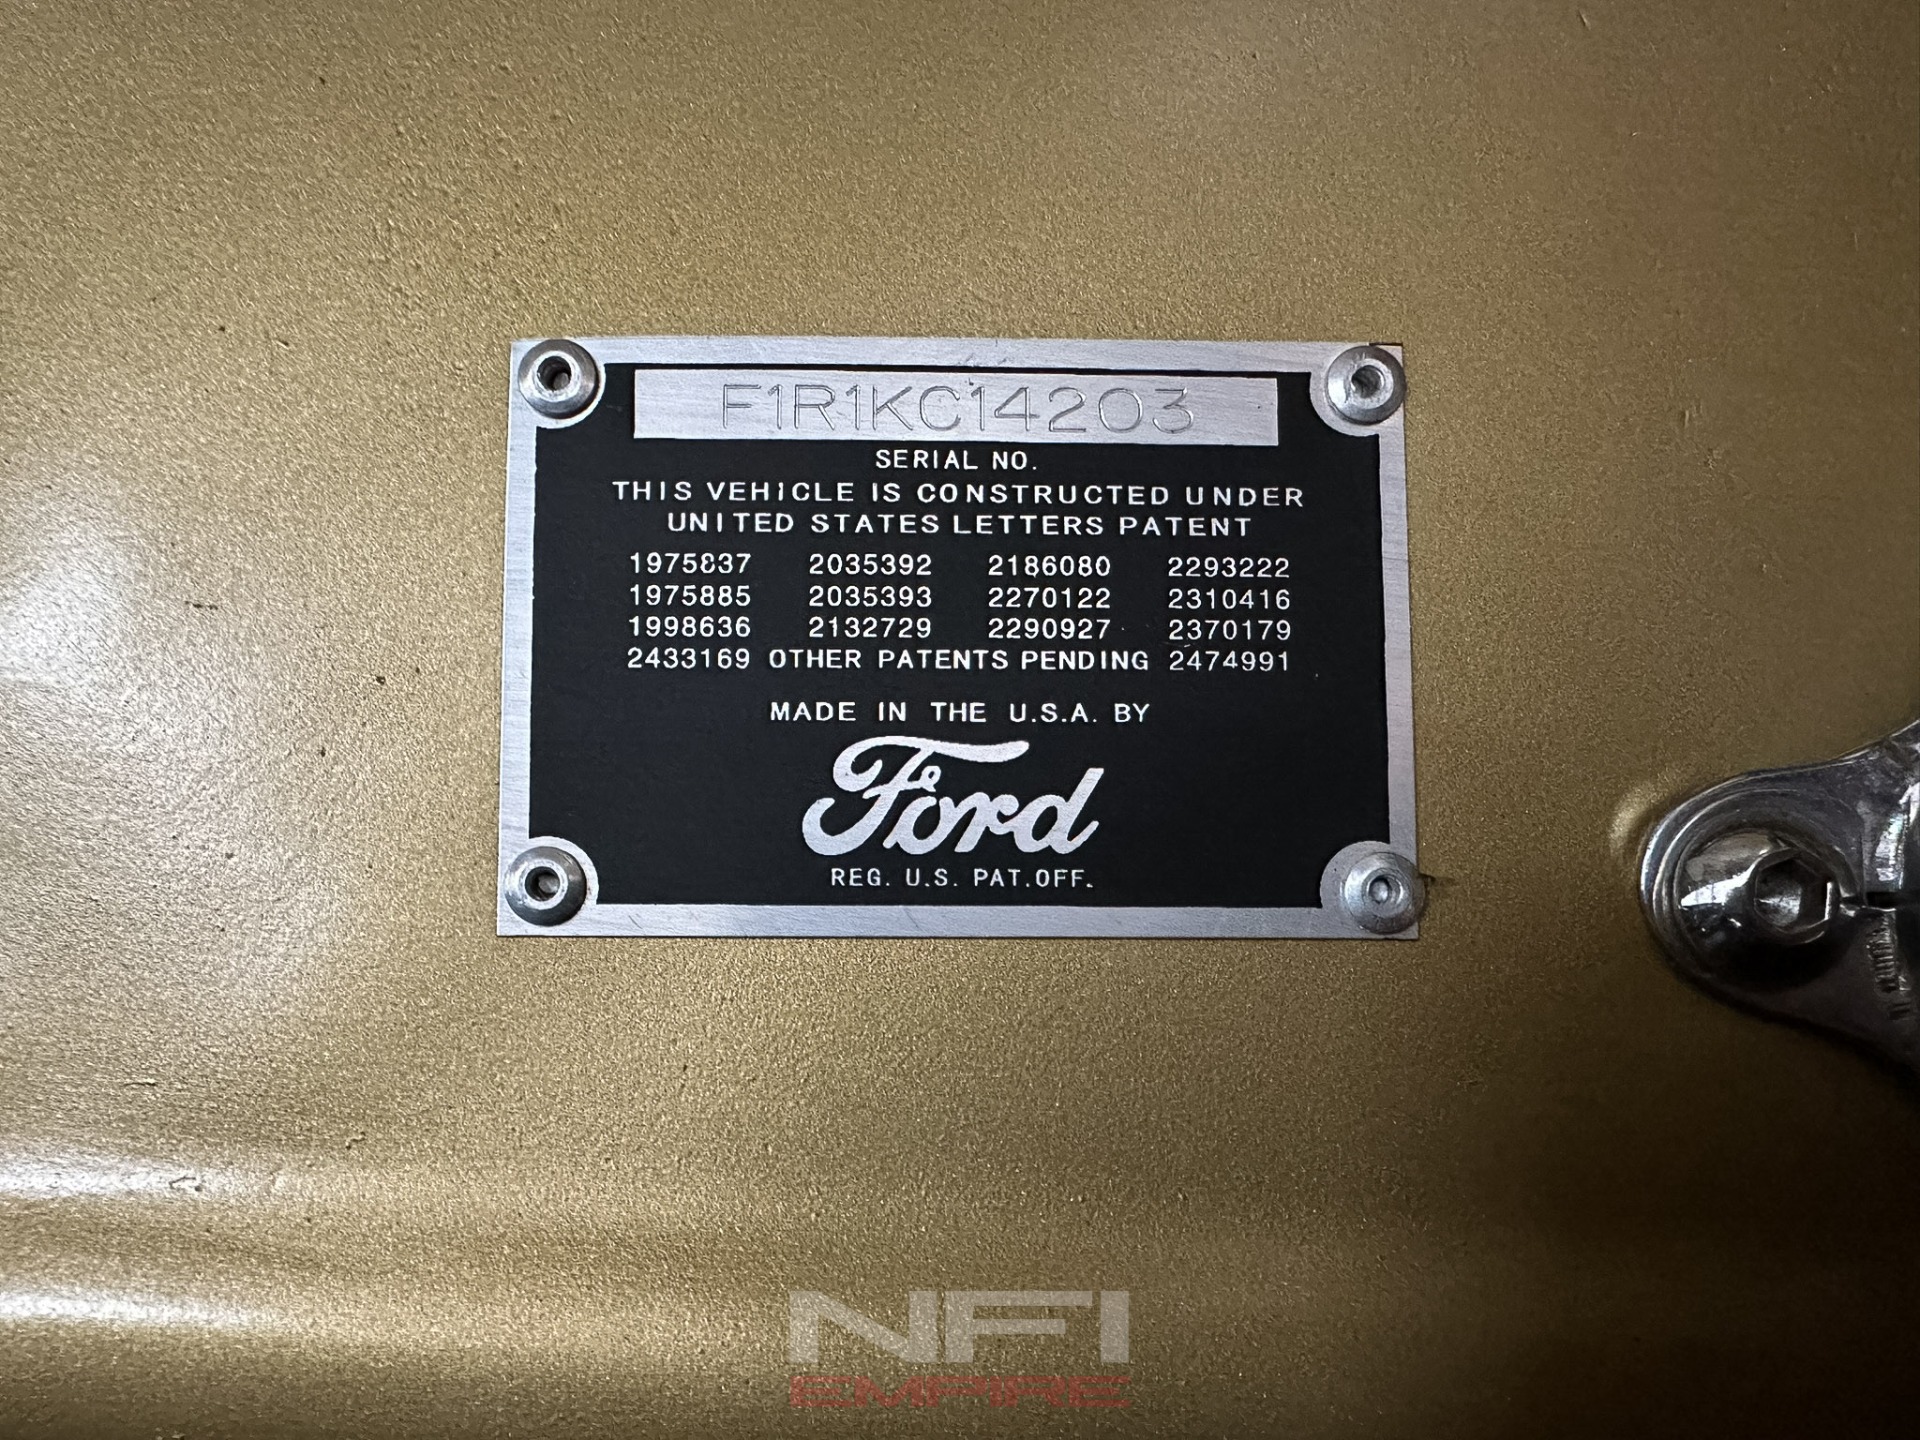 F1R1KC14203
SERIAL NO.
THIS VEHICLE IS CONSTRUCTED UNDER
UNITED STATES LETTERS PATENT
1975837 2035392 2186080 2293222
1975885 2035393 2270122 2310416
1998636 2132729 2290927 2370179
2433169 OTHER PATENTS PENDING 2474991
MADE IN THE U.S.A. BY
Ford
REG. U.S. PAT.OFF.
NFI
EMPIRE